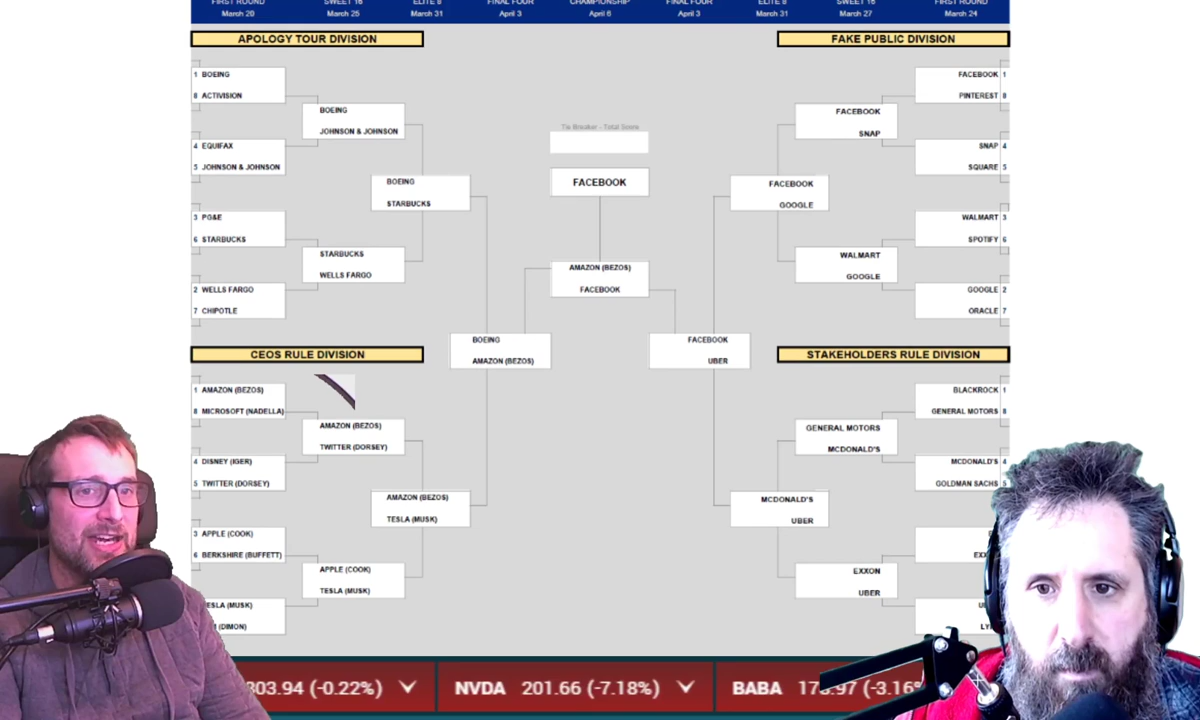 FIRST ROUND SWEET 16 ELITE 8 FINAL FOUR CHAMPIONSHIP FINAL FOUR ELITE 8 SWEET 16 FIRST ROUND
March 20 March 25 March 31 April 3 April 6 April 3 March 31 March 27 March 24
APOLOGY TOUR DIVISION
1 BOEING
8 ACTIVISION
4 EQUIFAX
5 JOHNSON & JOHNSON
3 PG&E
6 STARBUCKS
2 WELLS FARGO
7 CHIPOTLE
BOEING
JOHNSON & JOHNSON
STARBUCKS
WELLS FARGO
BOEING
STARBUCKS
CEOS RULE DIVISION
1 AMAZON (BEZOS)
8 MICROSOFT (NADELLA)
4 DISNEY (IGER)
5 TWITTER (DORSEY)
3 APPLE (COOK)
6 BERKSHIRE (BUFFETT)
(MUSK)
(DIMON)
AMAZON (BEZOS)
TWITTER (DORSEY)
APPLE (COOK)
TESLA (MUSK)
AMAZON (BEZOS)
TESLA (MUSK)
BOEING
AMAZON (BEZOS)
Tie Breaker - Total Score
FACEBOOK
AMAZON (BEZOS)
FACEBOOK
FACEBOOK
UBER
FAKE PUBLIC DIVISION
FACEBOOK 1
PINTEREST 8
SNAP 4
SQUARE 5
WALMART 3
SPOTIFY 6
GOOGLE 2
ORACLE 7
FACEBOOK
SNAP
WALMART
GOOGLE
FACEBOOK
GOOGLE
STAKEHOLDERS RULE DIVISION
BLACKROCK 1
GENERAL MOTORS 8
MCDONALD'S 4
GOLDMAN SACHS 5
GENERAL MOTORS
MCDONALD'S
EXXON
UBER
MCDONALD'S
UBER
303.94 (-0.22%)
NVDA 201.66 (-7.18%)
BABA (-3.16%